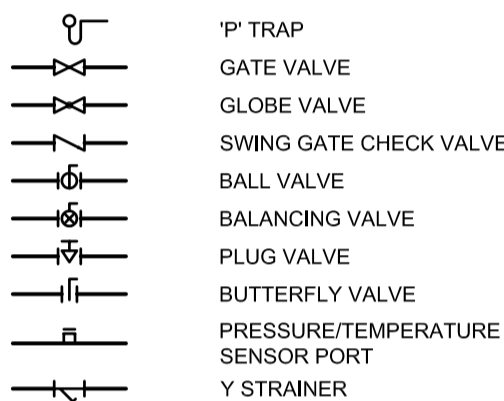 'P' TRAP
GATE VALVE
GLOBE VALVE
SWING GATE CHECK VALVE
BALL VALVE
BALANCING VALVE
PLUG VALVE
BUTTERFLY VALVE
PRESSURE/TEMPERATURE
SENSOR PORT
Y STRAINER